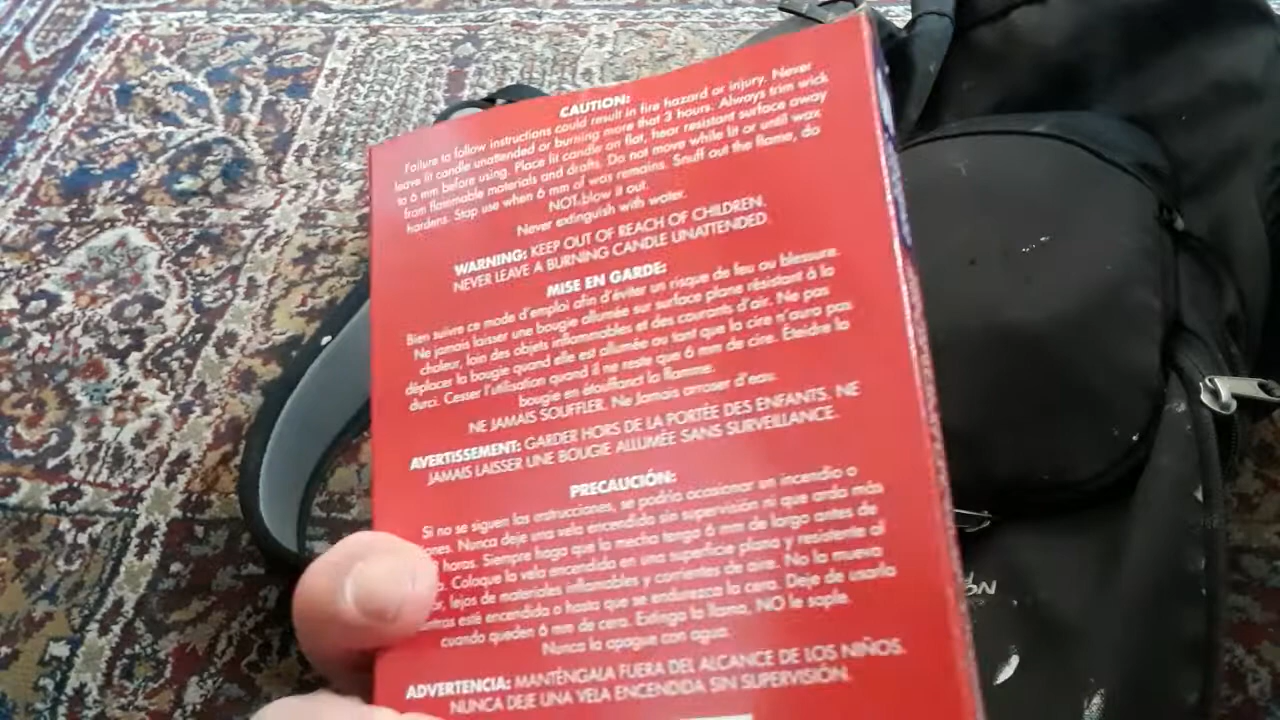 CAUTION:
Failure to follow instructions could result in fire hazard or injury. Never
leave lit candle unattended or burning more that 3 hours. Always trim wick
to 6 mm before using. Place lit candle on flat, hear resistant surface away
from flammable materials and drafts. Do not move while lit or until wax
hardens. Stop use when 6 mm of wax remains. Snuff out the flame, do
NOT blow it out.
Never extinguish with water.
WARNING: KEEP OUT OF REACH OF CHILDREN.
NEVER LEAVE A BURNING CANDLE UNATTENDED.
MISE EN GARDE:
Bien suivre ce mode d'emploi afin d'éviter un risque de feu ou blessure.
Ne jamais laisser une bougie allumée sur surface plane résistant à la
chaleur, loin des objets inflammables et des courants d'air. Ne pas
déplacer la bougie quand elle est allumée ou tant que la cire n'aura pas
durci. Cesser l'utilisation quand il ne reste que 6 mm de cire. Éteidre la
bougie en étouffanct la flamme.
NE JAMAIS SOUFFLER. Ne Jamais arroser d'eau.
AVERTISSEMENT: GARDER HORS DE LA PORTÉE DES ENFANTS. NE
JAMAIS LAISSER UNE BOUGIE ALLUMÉE SANS SURVEILLANCE.
PRECAUCIÓN:
Si no se siguen las instrucciones, se podría ocasionar un incendio o
ones. Nunca deje una vela encendida sin supervisión ni que arda más
horas. Siempre haga que la mecha tenga 6 mm de largo antes de
. Coloque la vela encendida en una superficie plana y resistente al
or, lejos de materiales inflamables y corrientes de aire. No la mueva
ntras esté encendida o hasta que se endurezca la cera. Deje de usarla
cuando queden 6 mm de cera. Extinga la llama, NO le sople.
Nunca la apague con agua.
ADVERTENCIA: MANTÉNGALA FUERA DEL ALCANCE DE LOS NIÑOS.
NUNCA DEJE UNA VELA ENCENDIDA SIN SUPERVISIÓN.